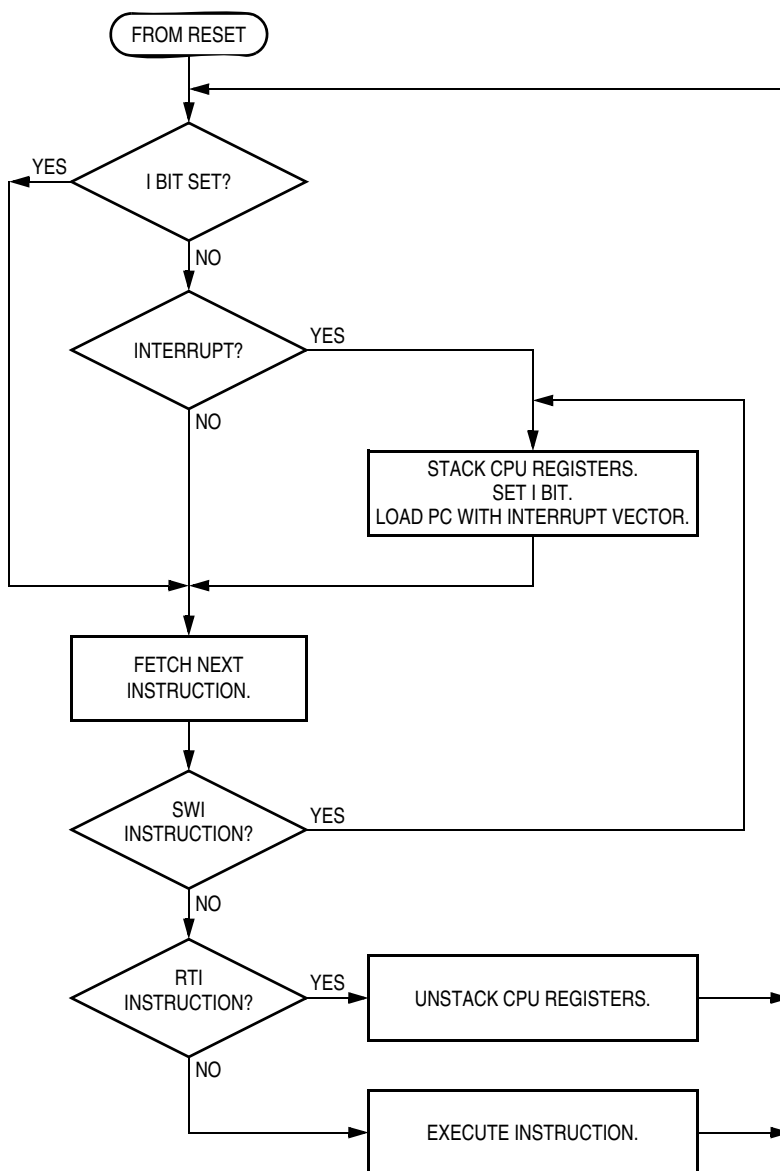 FROM RESET
YES
I BIT SET?
NO
INTERRUPT?
YES
NO
STACK CPU REGISTERS.
SET I BIT.
LOAD PC WITH INTERRUPT VECTOR.
FETCH NEXT
INSTRUCTION.
SWI
INSTRUCTION?
YES
NO
RTI
INSTRUCTION?
YES
UNSTACK CPU REGISTERS.
NO
EXECUTE INSTRUCTION.